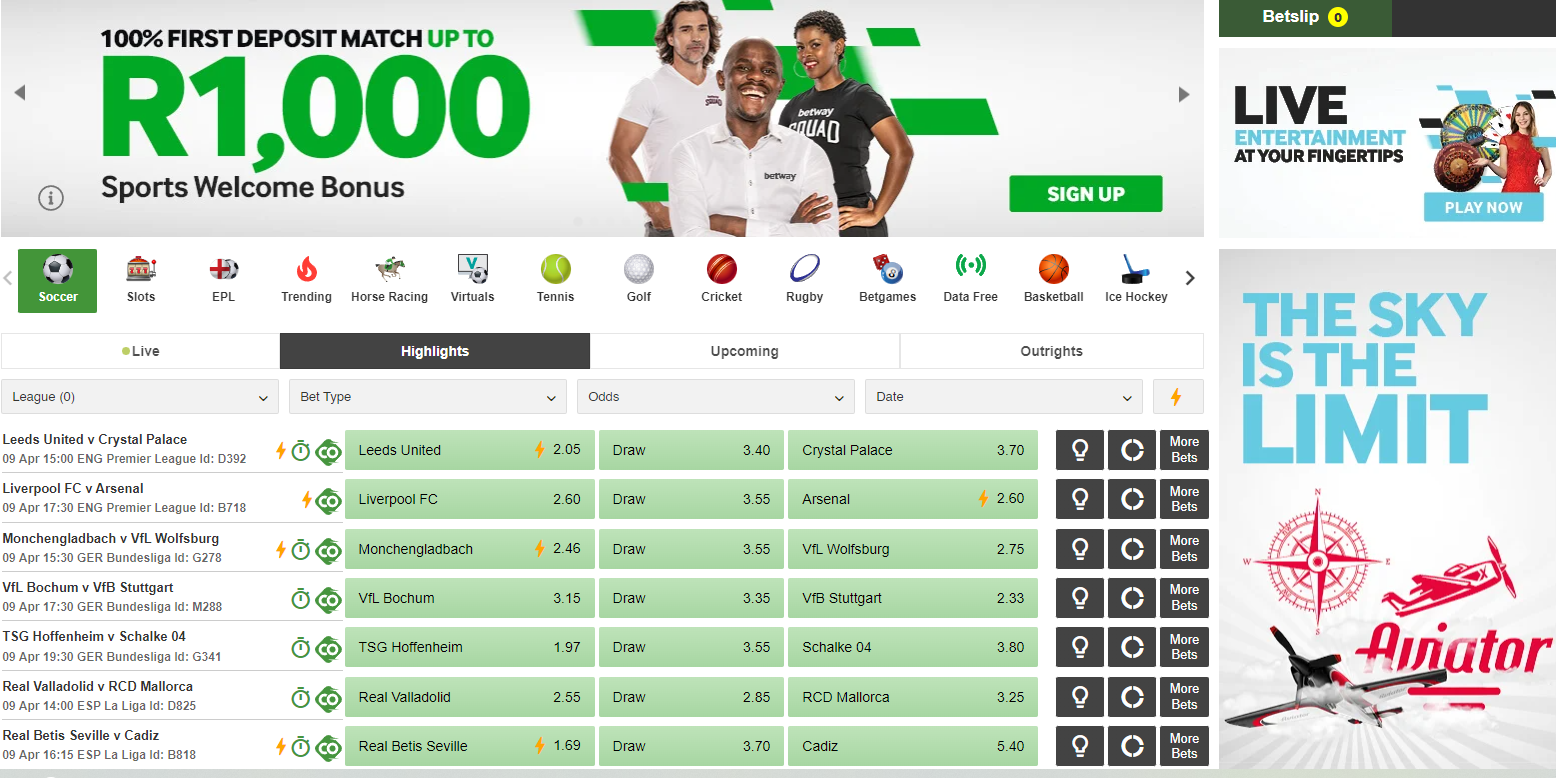 100% FIRST DEPOSIT MATCH UP TO
R1,000
Sports Welcome Bonus
betway
SQUAD
betway
SIGN UP
Betslip 0
LIVE
ENTERTAINMENT
AT YOUR FINGERTIPS
PLAY NOW
Soccer Slots EPL Trending Horse Racing Virtuals Tennis Golf Cricket Rugby Betgames Data Free Basketball Ice Hockey
Live Highlights Upcoming Outrights
League (0) Bet Type Odds Date
Leeds United v Crystal Palace
09 Apr 15:00 ENG Premier League Id: D392
Leeds United 2.05 Draw 3.40 Crystal Palace 3.70 More Bets
Liverpool FC v Arsenal
09 Apr 17:30 ENG Premier League Id: B718
Liverpool FC 2.60 Draw 3.55 Arsenal 2.60 More Bets
Monchengladbach v VfL Wolfsburg
09 Apr 15:30 GER Bundesliga Id: G278
Monchengladbach 2.46 Draw 3.55 VfL Wolfsburg 2.75 More Bets
VfL Bochum v VfB Stuttgart
09 Apr 17:30 GER Bundesliga Id: M288
VfL Bochum 3.15 Draw 3.35 VfB Stuttgart 2.33 More Bets
TSG Hoffenheim v Schalke 04
09 Apr 19:30 GER Bundesliga Id: G341
TSG Hoffenheim 1.97 Draw 3.55 Schalke 04 3.80 More Bets
Real Valladolid v RCD Mallorca
09 Apr 14:00 ESP La Liga Id: D825
Real Valladolid 2.55 Draw 2.85 RCD Mallorca 3.25 More Bets
Real Betis Seville v Cadiz
09 Apr 16:15 ESP La Liga Id: B818
Real Betis Seville 1.69 Draw 3.70 Cadiz 5.40 More Bets
THE SKY
IS THE
LIMIT
N
W E
S
Aviator